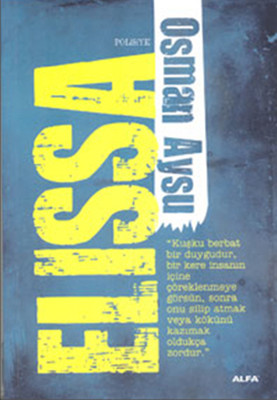 POLİSİYE
Osman Aysu
ELISSA
"Kuşku berbat
bir duygudur,
bir kere insanın
içine
çöreklenmeye
görsün, sonra
onu silip atmak
veya kökünü
kazımak
oldukça
zordur."
ALFA